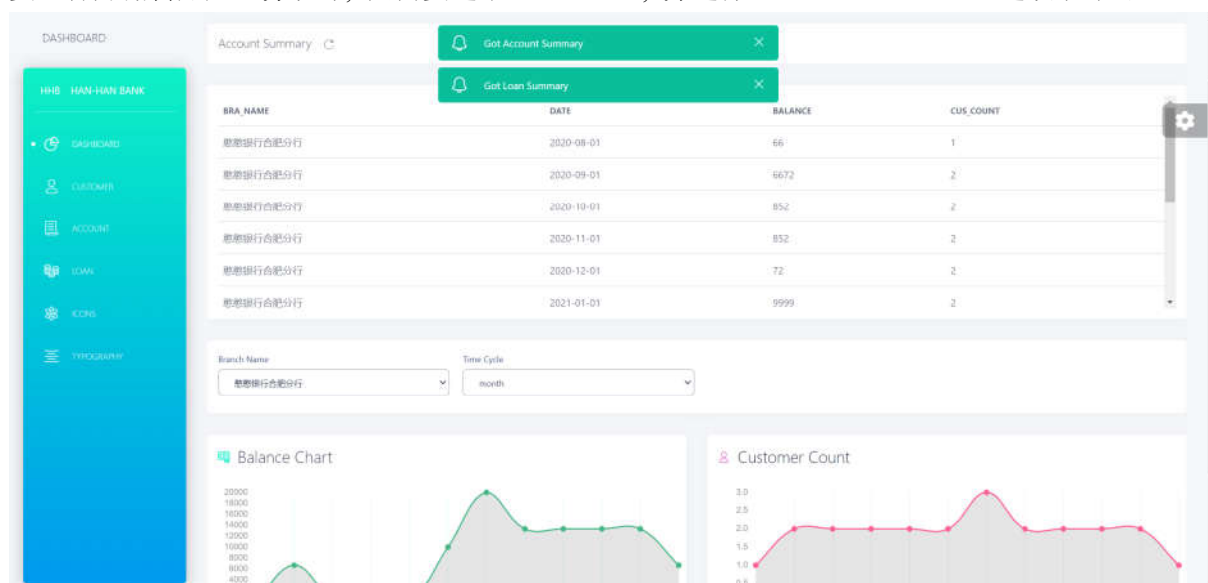 DASHBOARD
Account Summary
Got Account Summary
Got Loan Summary
HHB HAN-HAN BANK
DASHBOARD
CUSTOMER
ACCOUNT
LOAN
ICONS
TYPOGRAPHY
BRA_NAME DATE BALANCE CUS_COUNT
憨憨银行合肥分行 2020-08-01 66 1
憨憨银行合肥分行 2020-09-01 6672 2
憨憨银行合肥分行 2020-10-01 852 2
憨憨银行合肥分行 2020-11-01 852 2
憨憨银行合肥分行 2020-12-01 72 2
憨憨银行合肥分行 2021-01-01 9999 2
Branch Name Time Cycle
憨憨银行合肥分行 month
Balance Chart
20000
18000
16000
14000
12000
10000
8000
6000
4000
Customer Count
3.0
2.5
2.0
1.5
1.0
0.5